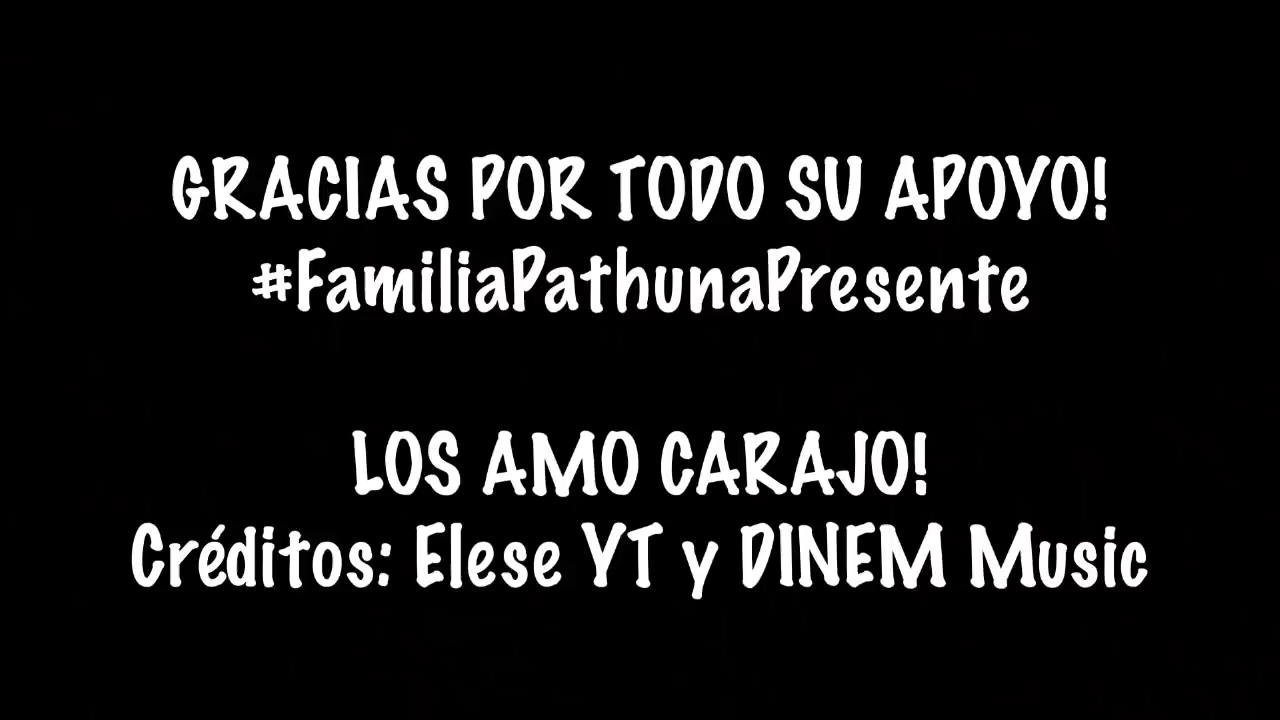 GRACIAS POR TODO SU APOYO!
#FamiliaPathunaPresente
LOS AMO CARAJO!
Créditos: Elese YT y DINEM Music